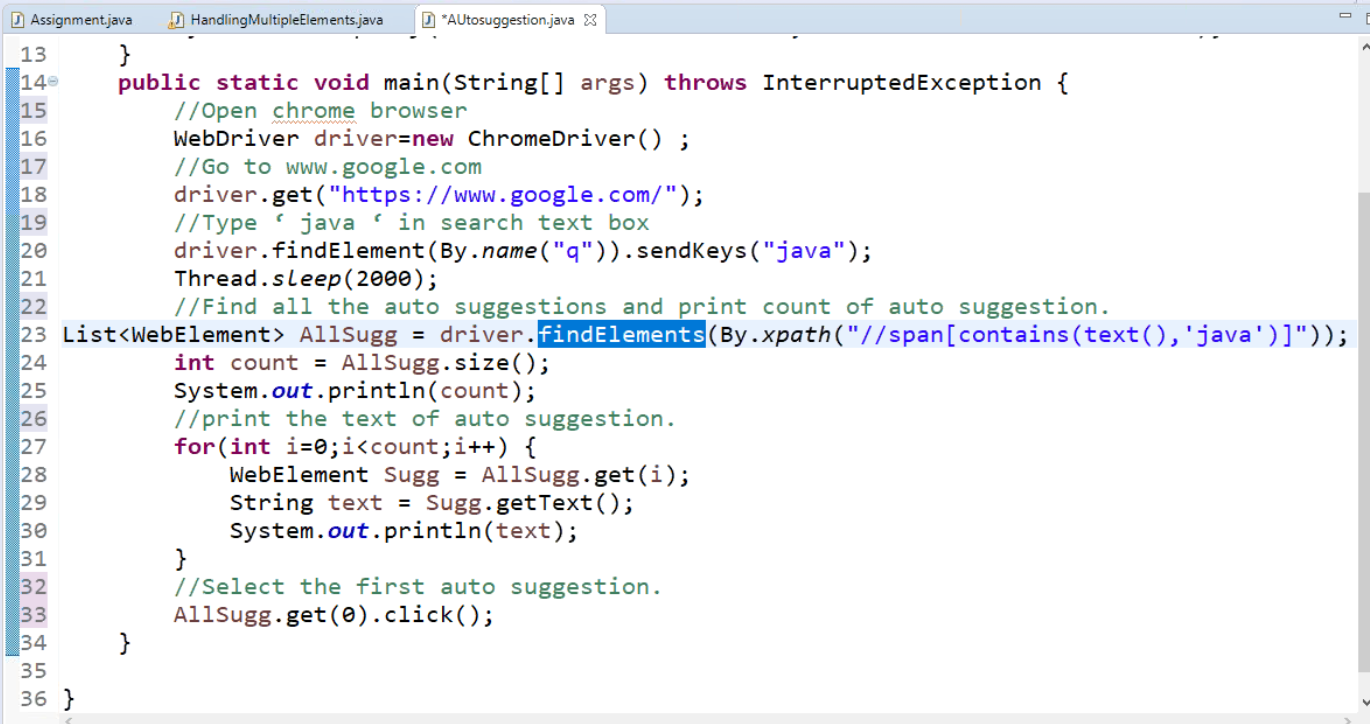 Assignment.java HandlingMultipleElements.java *AUtosuggestion.java
13 }
14 public static void main(String[] args) throws InterruptedException {
15 //Open chrome browser
16 WebDriver driver=new ChromeDriver() ;
17 //Go to www.google.com
18 driver.get("https://www.google.com/");
19 //Type ‘ java ‘ in search text box
20 driver.findElement(By.name("q")).sendKeys("java");
21 Thread.sleep(2000);
22 //Find all the auto suggestions and print count of auto suggestion.
23 List<WebElement> AllSugg = driver.findElements(By.xpath("//span[contains(text(),'java')]"));
24 int count = AllSugg.size();
25 System.out.println(count);
26 //print the text of auto suggestion.
27 for(int i=0;i<count;i++) {
28 WebElement Sugg = AllSugg.get(i);
29 String text = Sugg.getText();
30 System.out.println(text);
31 }
32 //Select the first auto suggestion.
33 AllSugg.get(0).click();
34 }
35
36 }